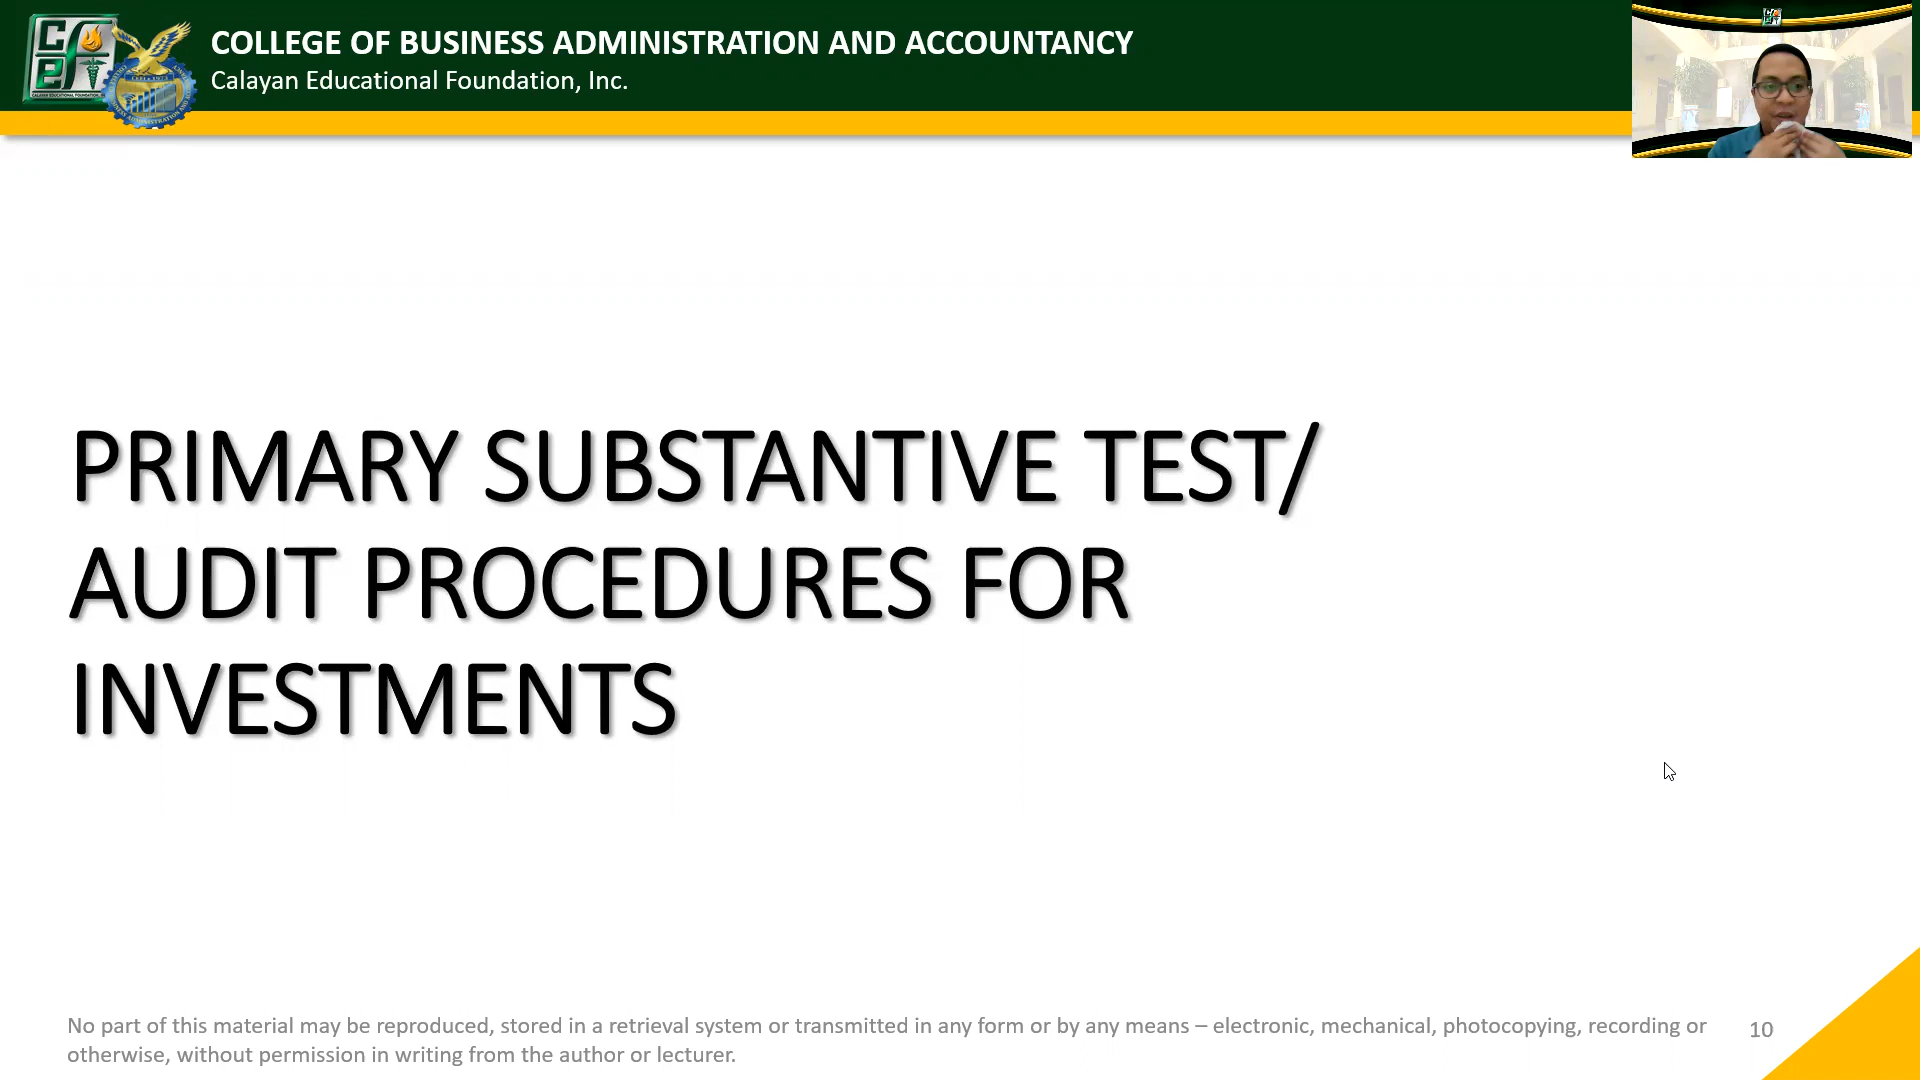 COLLEGE OF BUSINESS ADMINISTRATION AND ACCOUNTANCY
Calayan Educational Foundation, Inc.
PRIMARY SUBSTANTIVE TEST/
AUDIT PROCEDURES FOR
INVESTMENTS
No part of this material may be reproduced, stored in a retrieval system or transmitted in any form or by any means – electronic, mechanical, photocopying, recording or
otherwise, without permission in writing from the author or lecturer.
10